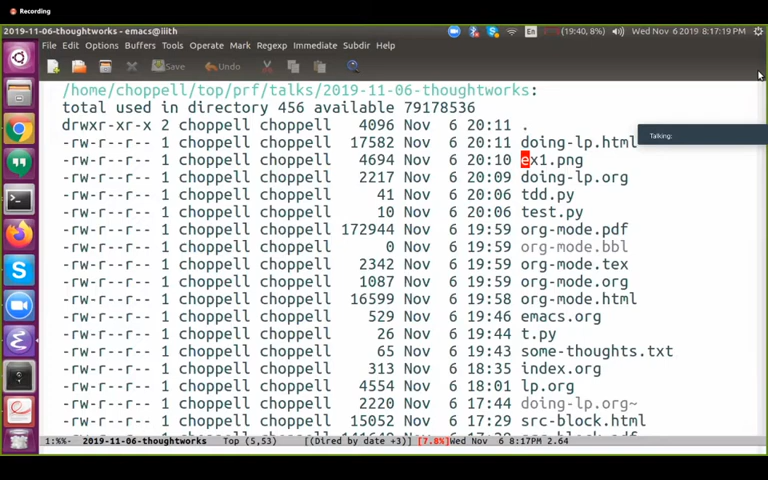 Recording
2019-11-06-thoughtworks - emacs@iiith
En (19:40, 8%) Wed Nov 6 2019 8:17:19 PM
File Edit Options Buffers Tools Operate Mark Regexp Immediate Subdir Help
Save Undo
/home/choppell/top/prf/talks/2019-11-06-thoughtworks:
total used in directory 456 available 79178536
drwxr-xr-x 2 choppell choppell 4096 Nov 6 20:11 .
-rw-r--r-- 1 choppell choppell 17582 Nov 6 20:11 doing-lp.html
Talking:
-rw-r--r-- 1 choppell choppell 4694 Nov 6 20:10 ex1.png
-rw-r--r-- 1 choppell choppell 2217 Nov 6 20:09 doing-lp.org
-rw-r--r-- 1 choppell choppell 41 Nov 6 20:06 tdd.py
-rw-r--r-- 1 choppell choppell 10 Nov 6 20:06 test.py
-rw-r--r-- 1 choppell choppell 172944 Nov 6 19:59 org-mode.pdf
-rw-r--r-- 1 choppell choppell 0 Nov 6 19:59 org-mode.bbl
-rw-r--r-- 1 choppell choppell 2342 Nov 6 19:59 org-mode.tex
-rw-r--r-- 1 choppell choppell 1087 Nov 6 19:59 org-mode.org
-rw-r--r-- 1 choppell choppell 16599 Nov 6 19:58 org-mode.html
-rw-r--r-- 1 choppell choppell 529 Nov 6 19:46 emacs.org
-rw-r--r-- 1 choppell choppell 26 Nov 6 19:44 t.py
-rw-r--r-- 1 choppell choppell 65 Nov 6 19:43 some-thoughts.txt
-rw-r--r-- 1 choppell choppell 313 Nov 6 18:35 index.org
-rw-r--r-- 1 choppell choppell 4554 Nov 6 18:01 lp.org
-rw-r--r-- 1 choppell choppell 2220 Nov 6 17:44 doing-lp.org~
-rw-r--r-- 1 choppell choppell 15052 Nov 6 17:29 src-block.html
1:%%- 2019-11-06-thoughtworks Top (5,53) [(Dired by date +3)] [7.8%]Wed Nov 6 8:17PM 2.64